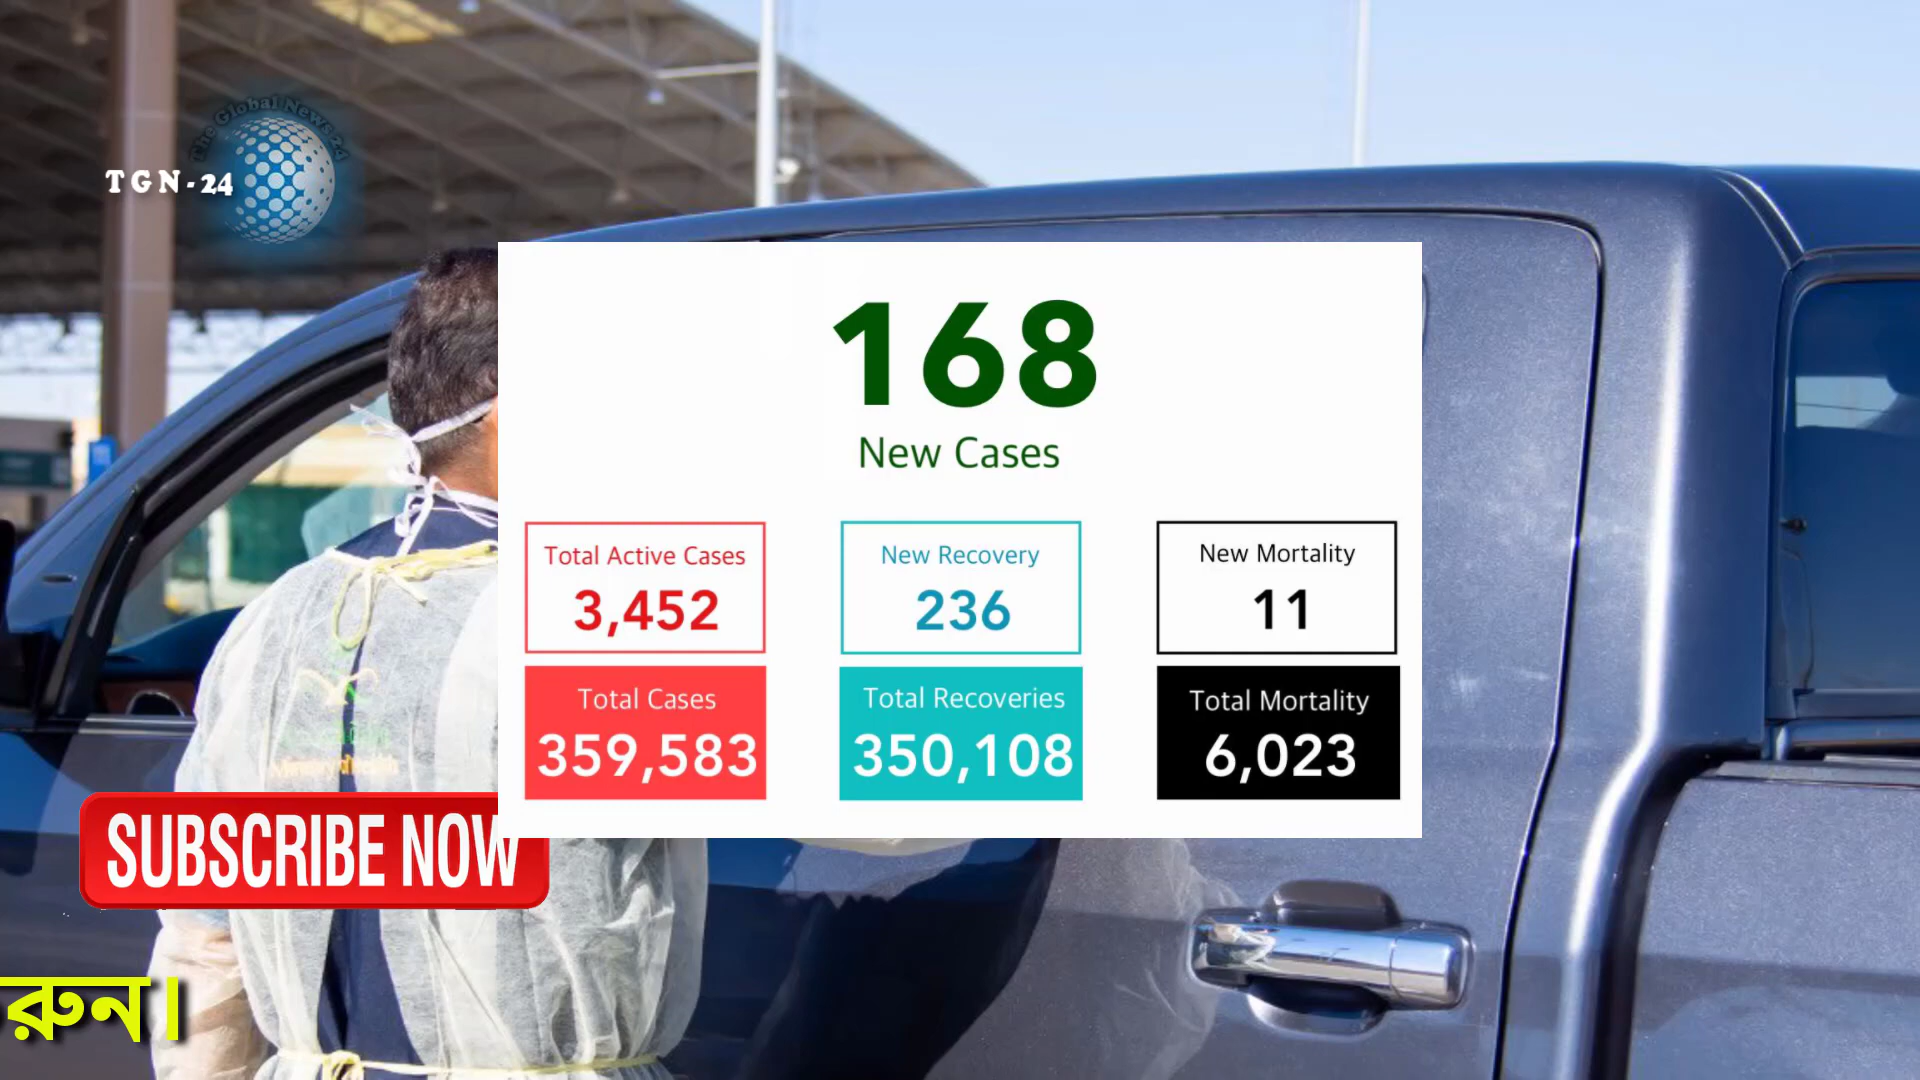 The Global News 24
TGN-24
168
New Cases
Total Active Cases
3,452
New Recovery
236
New Mortality
11
Total Cases
359,583
Total Recoveries
350,108
Total Mortality
6,023
SUBSCRIBE NOW
রুন।